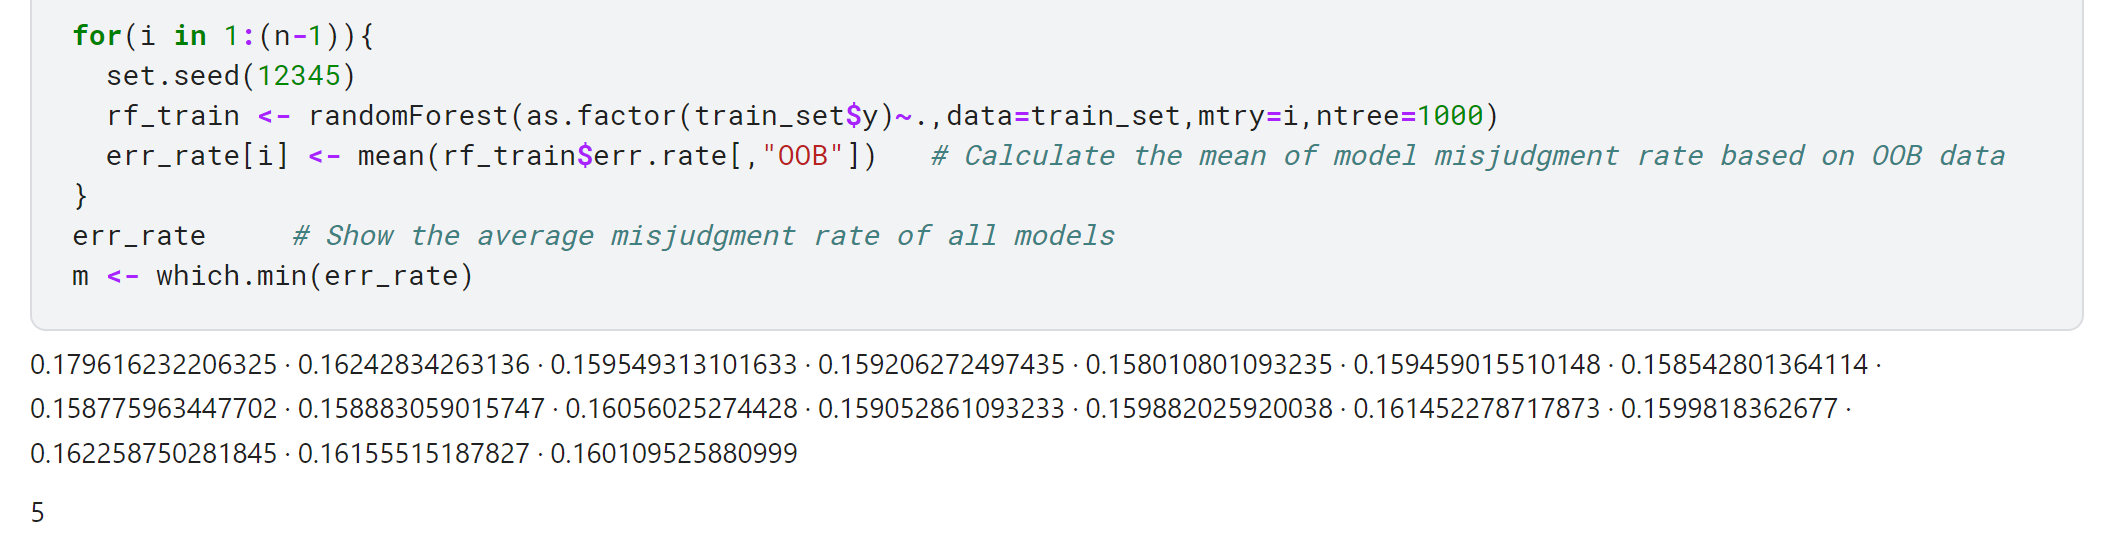 for(i in 1:(n-1)){
  set.seed(12345)
  rf_train <- randomForest(as.factor(train_set$y)~.,data=train_set,mtry=i,ntree=1000)
  err_rate[i] <- mean(rf_train$err.rate[,"OOB"])   # Calculate the mean of model misjudgment rate based on OOB data
}
err_rate     # Show the average misjudgment rate of all models
m <- which.min(err_rate)
0.179616232206325 · 0.16242834263136 · 0.159549313101633 · 0.159206272497435 · 0.158010801093235 · 0.159459015510148 · 0.158542801364114 ·
0.158775963447702 · 0.158883059015747 · 0.16056025274428 · 0.159052861093233 · 0.159882025920038 · 0.161452278717873 · 0.1599818362677 ·
0.162258750281845 · 0.16155515187827 · 0.160109525880999
5